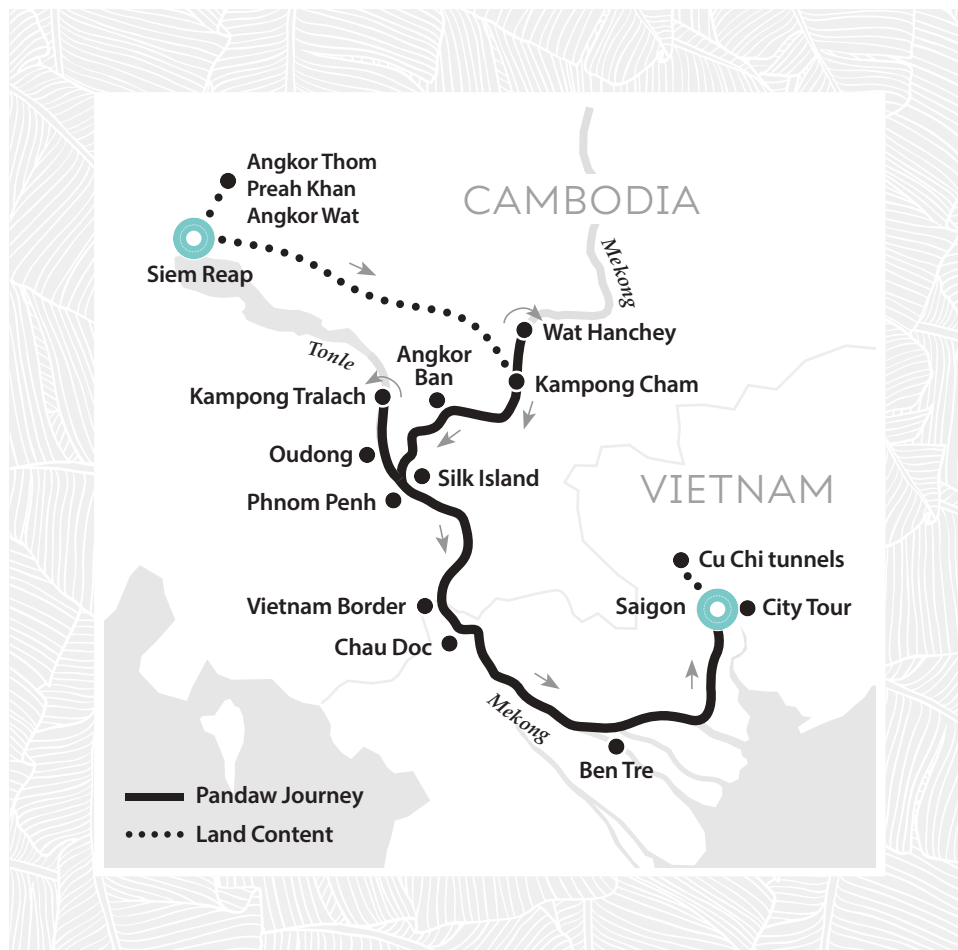 Angkor Thom
Preah Khan
Angkor Wat
CAMBODIA
Siem Reap
Mekong
Wat Hanchey
Tonle
Angkor
Ban
Kampong Cham
Kampong Tralach
Oudong
Silk Island
Phnom Penh
VIETNAM
Cu Chi tunnels
Vietnam Border
Saigon
City Tour
Chau Doc
Mekong
Ben Tre
Pandaw Journey
Land Content